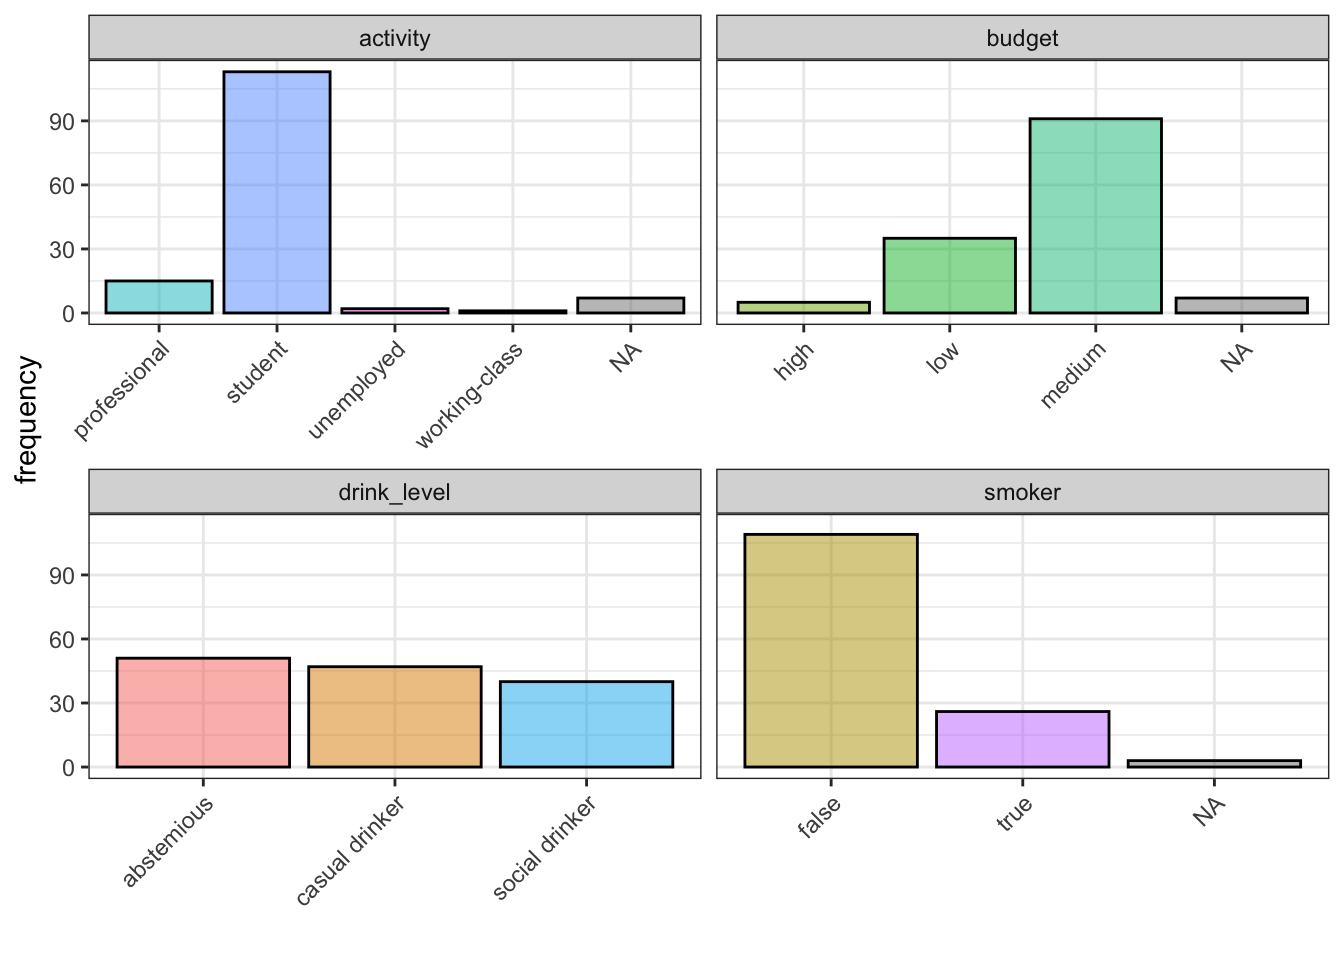 activity
budget
90
60
30
0
professional
student
unemployed
working-class
NA
high
low
medium
NA
frequency
drink_level
smoker
90
60
30
0
abstemious
casual drinker
social drinker
false
true
NA